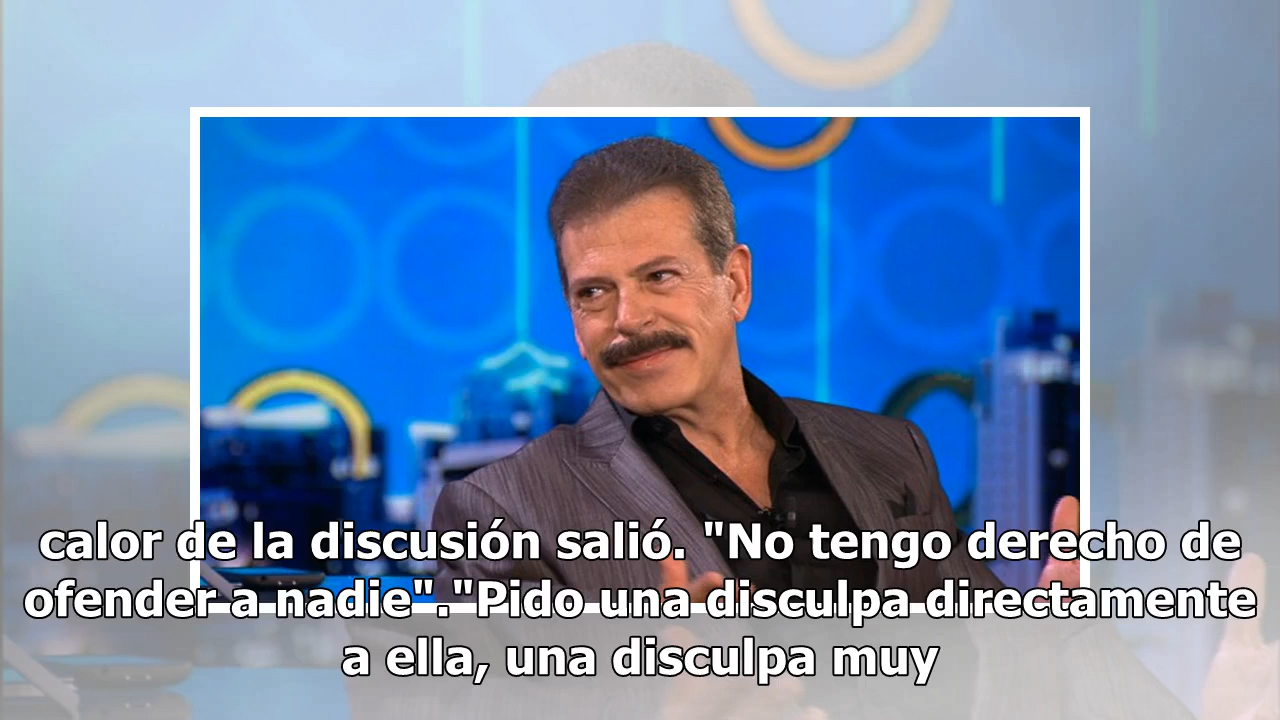 calor de la discusión salió. "No tengo derecho de
ofender a nadie"."Pido una disculpa directamente
a ella, una disculpa muy